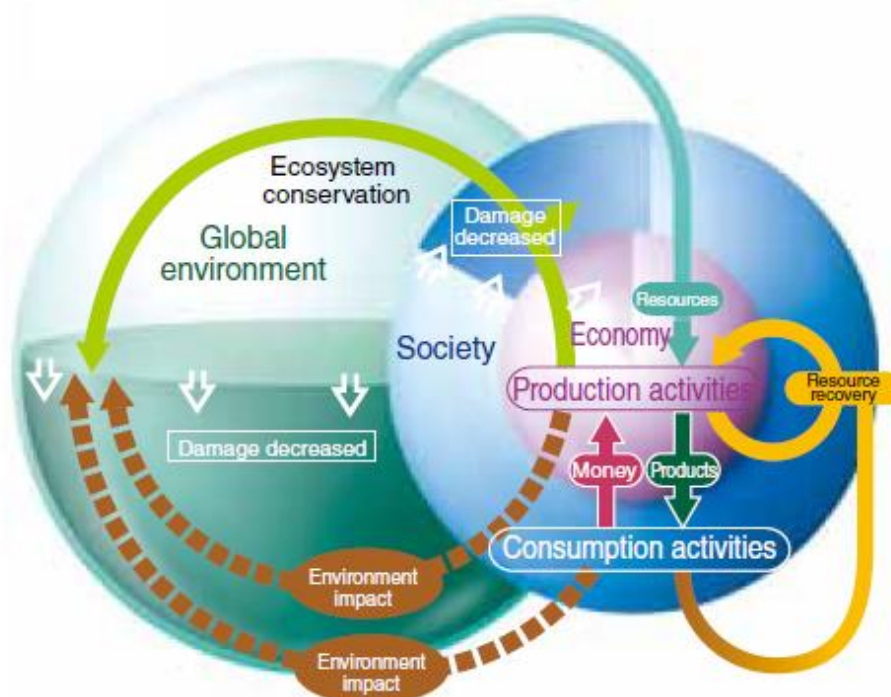 Ecosystem
conservation
Global
environment
Damage
decreased
Resources
Economy
Society
Production activities
Resource
recovery
Damage decreased
Money
Products
Consumption activities
Environment
impact
Environment
impact